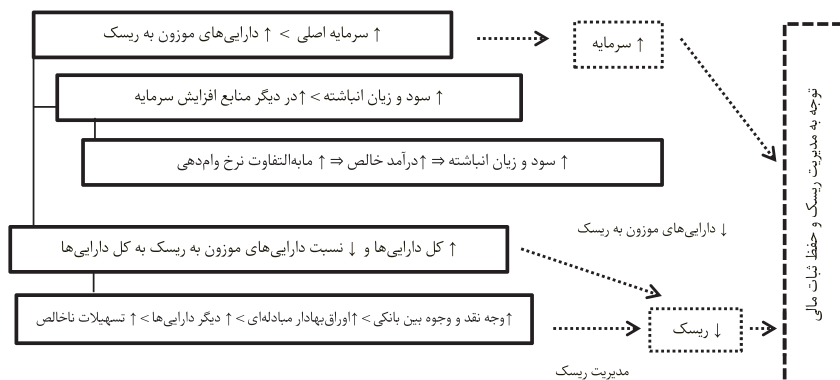 ↑ سرمایه اصلی > ↑ دارایی‌های موزون به ریسک
↑ سرمایه
↑ سود و زیان انباشته > ↑در دیگر منابع افزایش سرمایه
↑ سود و زیان انباشته ⇐ ↑درآمد خالص ⇐ ↑ مابه‌التفاوت نرخ وام‌دهی
↑ کل دارایی‌ها و ↓ نسبت دارایی‌های موزون به ریسک به کل دارایی‌ها
↓ دارایی‌های موزون به ریسک
↑وجه نقد و وجوه بین بانکی > ↑اوراق‌بهادار مبادله‌ای > ↑ دیگر دارایی‌ها > ↑ تسهیلات ناخالص
↓ ریسک
مدیریت ریسک
توجه به مدیریت ریسک و حفظ ثبات مالی